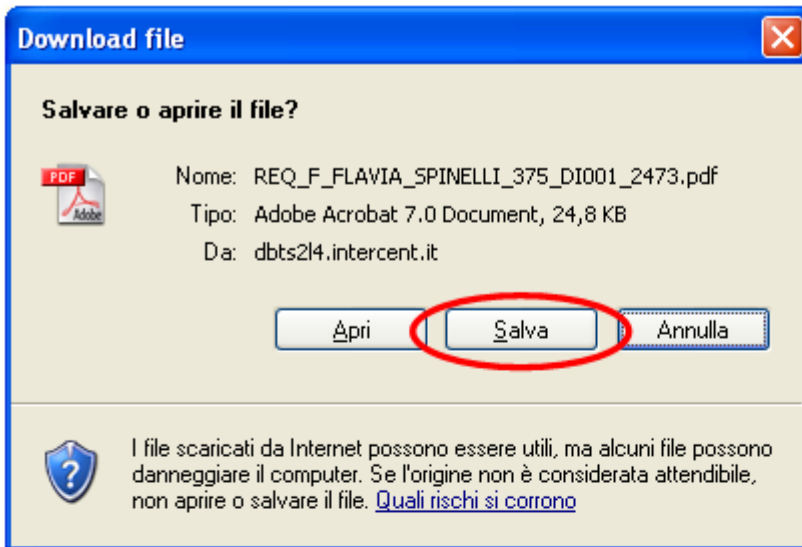 Download file
Salvare o aprire il file?
PDF
Adobe
Nome: REQ_F_FLAVIA_SPINELLI_375_DI001_2473.pdf
Tipo: Adobe Acrobat 7.0 Document, 24,8 KB
Da: dbts2l4.intercent.it
Apri Salva Annulla
I file scaricati da Internet possono essere utili, ma alcuni file possono
danneggiare il computer. Se l'origine non è considerata attendibile,
non aprire o salvare il file. Quali rischi si corrono